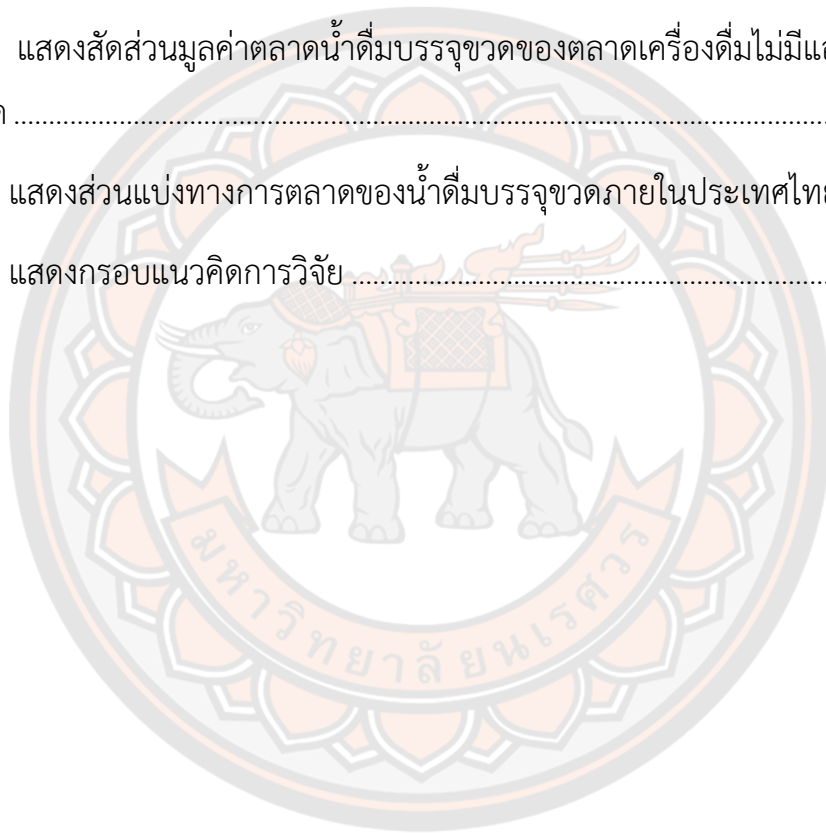 แสดงสัดส่วนมูลค่าตลาดน้ำดื่มบรรจุขวดของตลาดเครื่องดื่มไม่มีแ
................................................................................................................
แสดงส่วนแบ่งทางการตลาดของน้ำดื่มบรรจุขวดภายในประเทศไท
แสดงกรอบแนวคิดการวิจัย ....................................................................
มหาวิทยาลัยนเรศวร